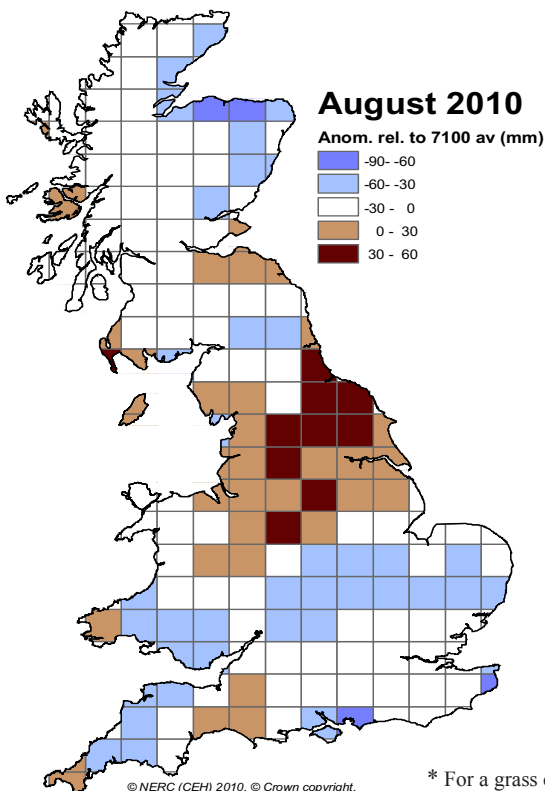 August 2010
Anom. rel. to 7100 av (mm)
-90- -60
-60- -30
-30 - 0
0 - 30
30 - 60
* For a grass
© NERC (CEH) 2010. © Crown copyright.